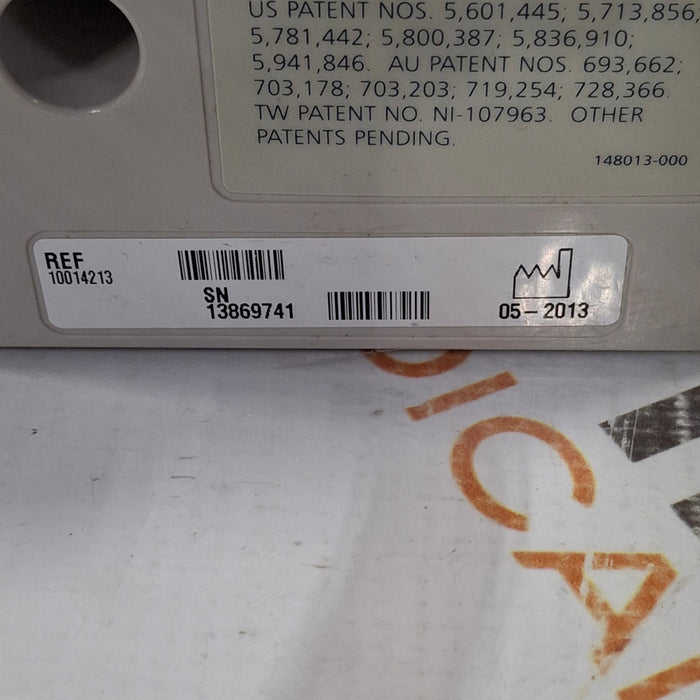 US PATENT NOS. 5,601,445; 5,713,856,
5,781,442; 5,800,387; 5,836,910;
5,941,846. AU PATENT NOS. 693,662;
703,178; 703,203; 719,254; 728,366.
TW PATENT NO. NI-107963. OTHER
PATENTS PENDING.
148013-000
REF
10014213
SN
13869741
05-2013
DICAL